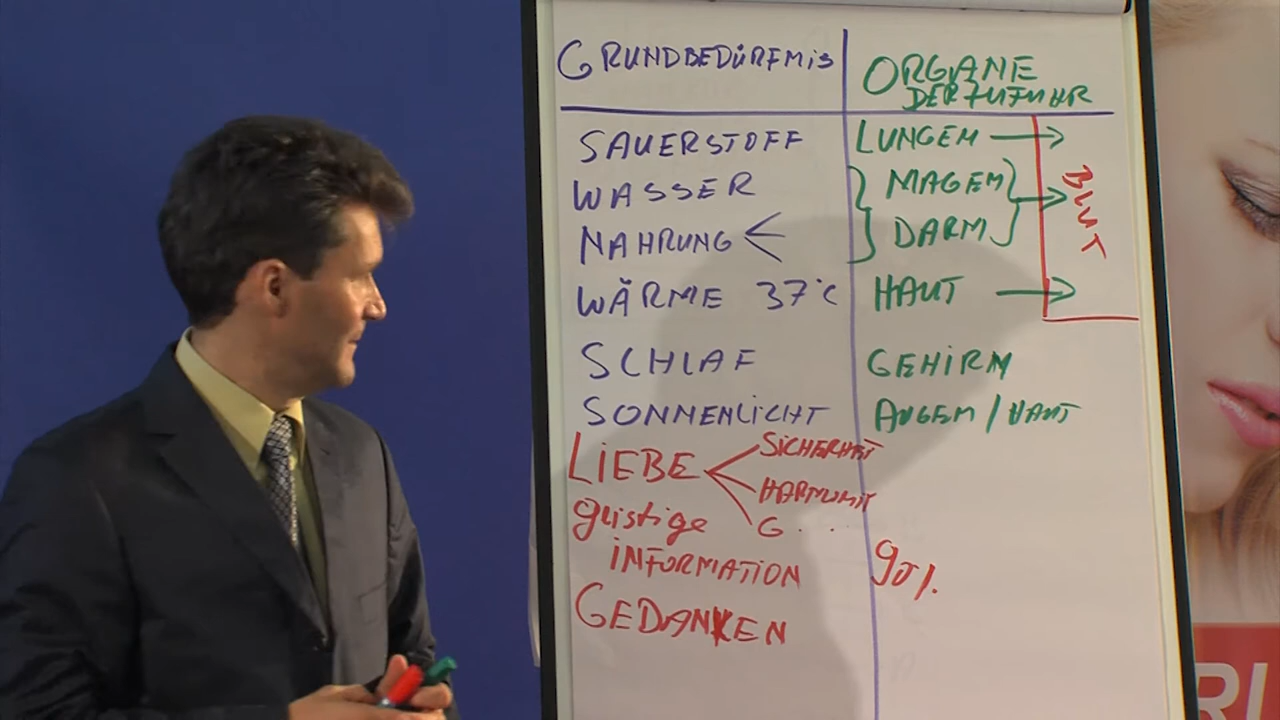 GRUNDBEDÜRFNIS
ORGANE
DER ZUFUHR
SAUERSTOFF LUNGEN
WASSER MAGEN
NAHRUNG DARM
BLUT
WÄRME 37°C HAUT
SCHLAF GEHIRN
SONNENLICHT AUGEN / HAUT
LIEBE SICHERHEIT
HARMONIE
geistige G ...
INFORMATION 90%
GEDANKEN
RI